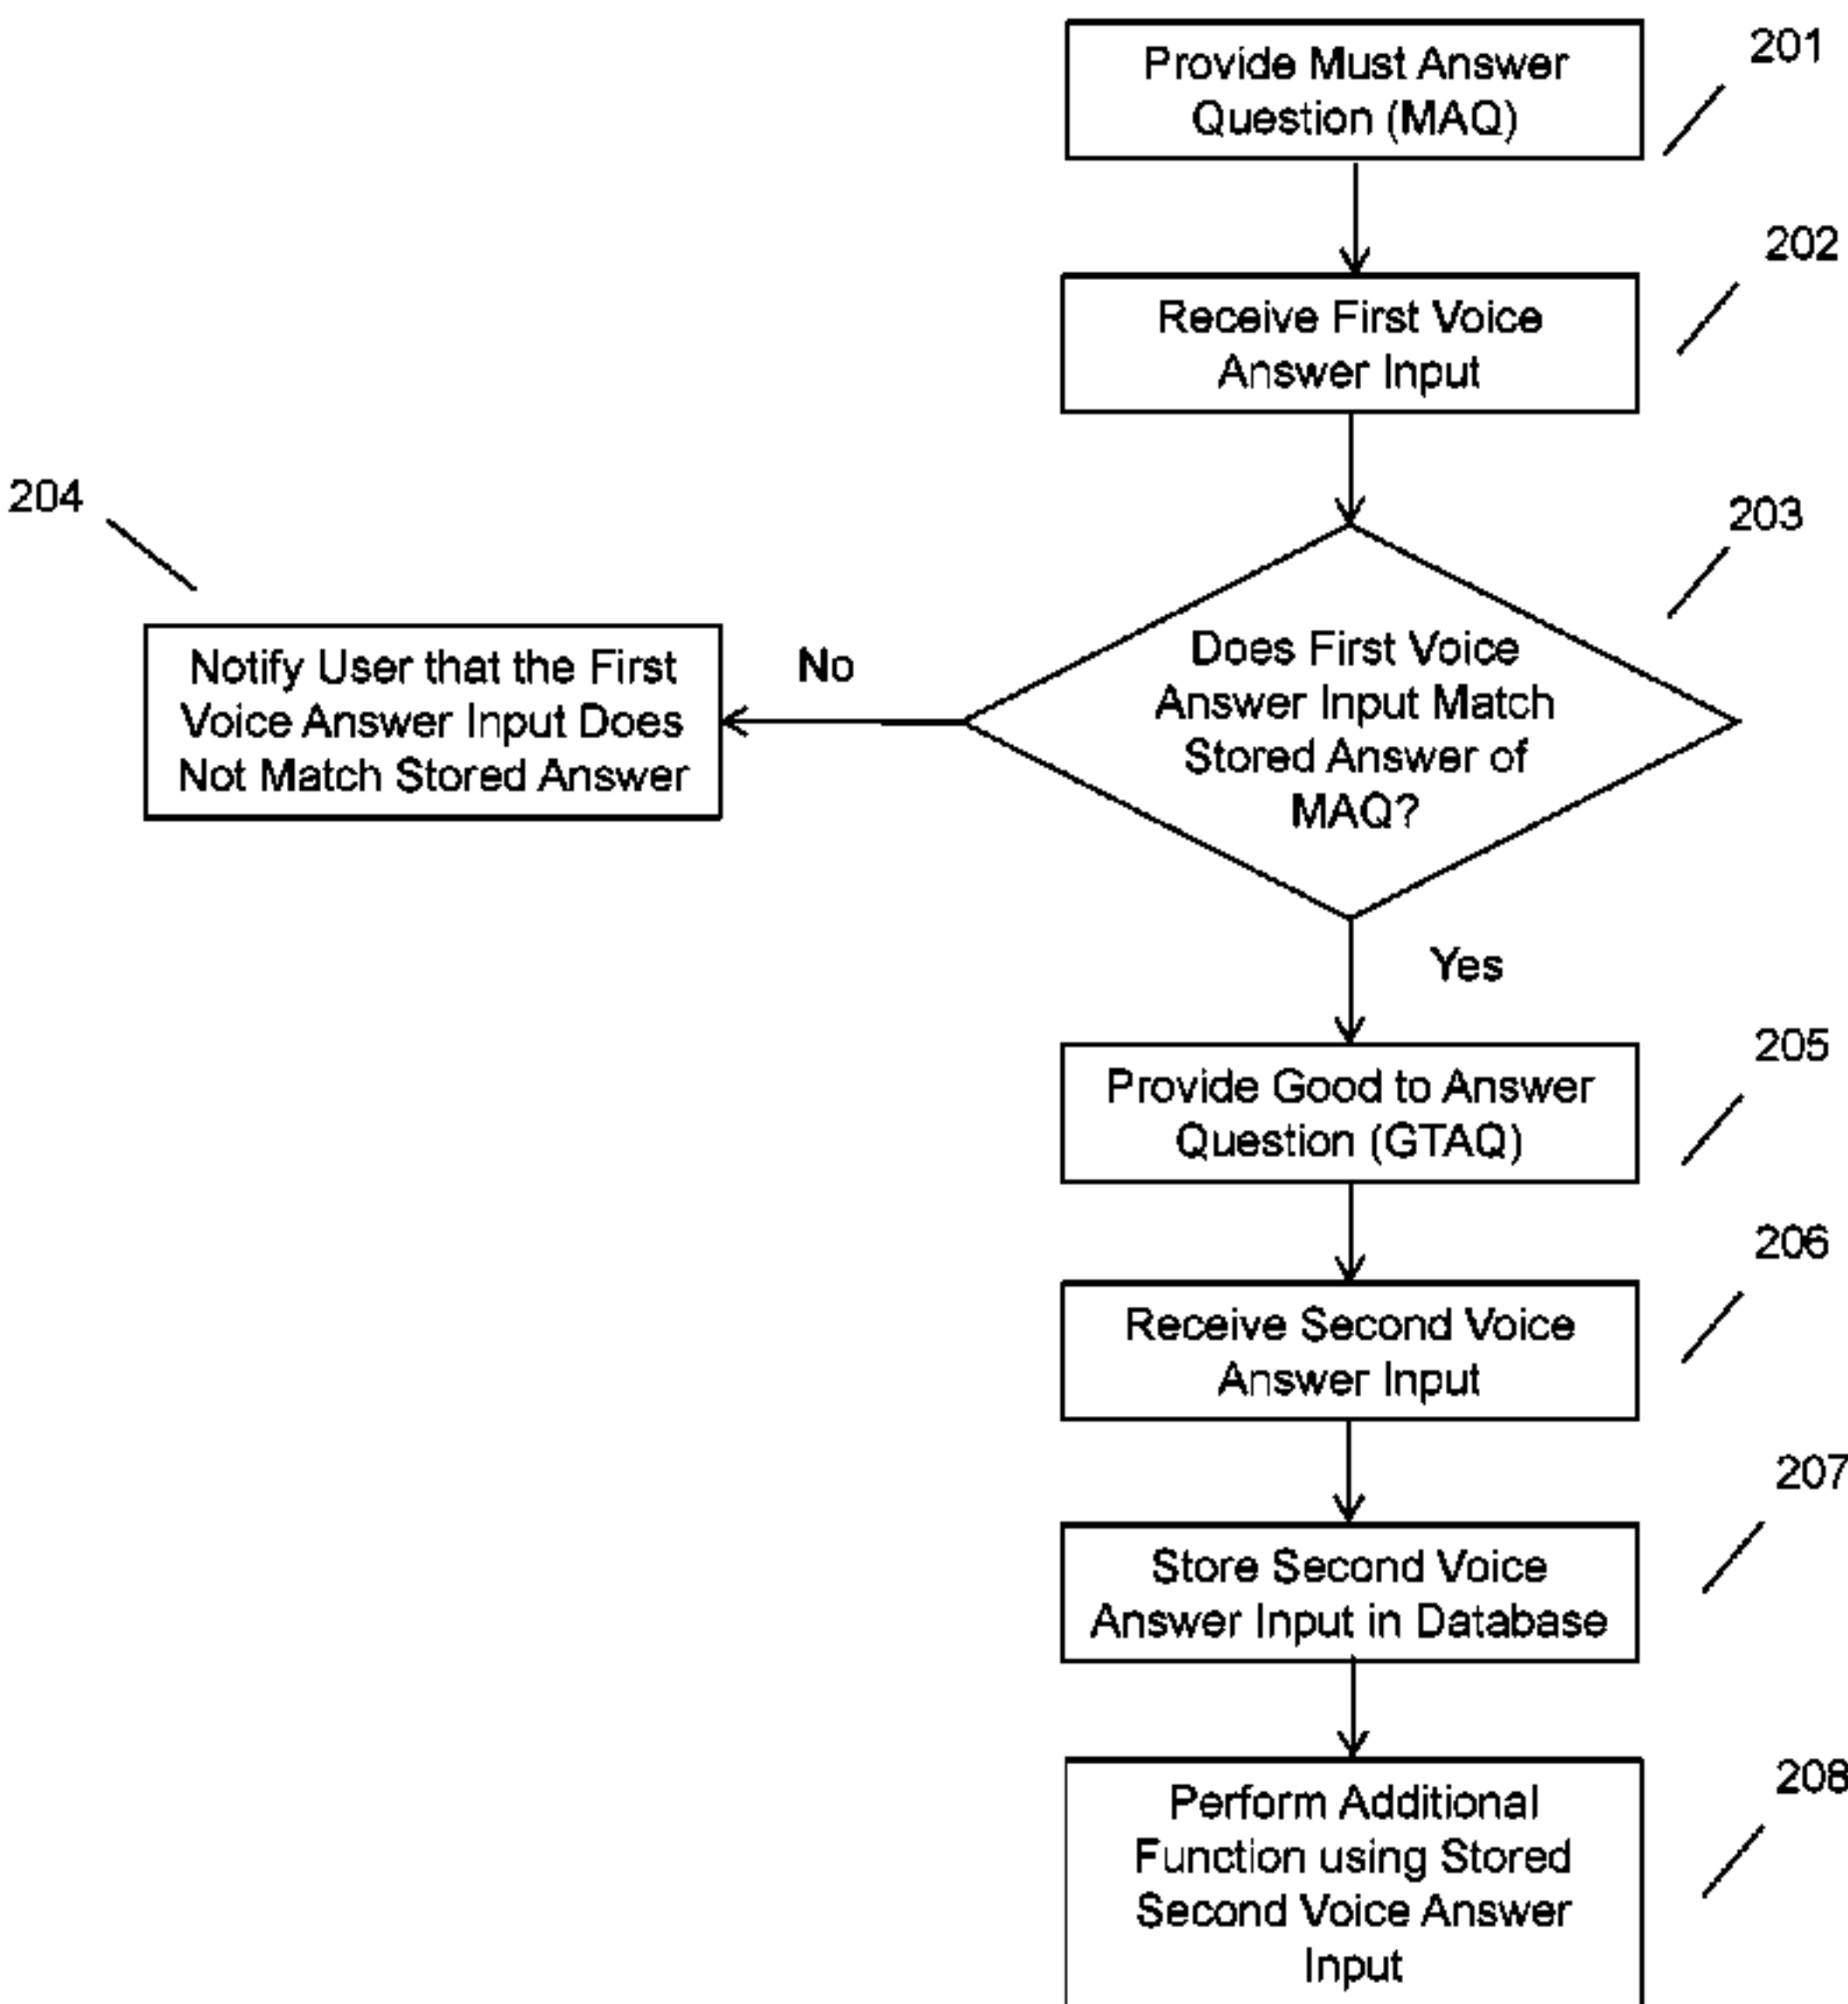 Provide Must Answer
Question (MAQ)
201
Receive First Voice
Answer Input
202
204
203
Notify User that the First
Voice Answer Input Does
Not Match Stored Answer
No
Does First Voice
Answer Input Match
Stored Answer of
MAQ?
Yes
Provide Good to Answer
Question (GTAQ)
205
Receive Second Voice
Answer Input
206
Store Second Voice
Answer Input in Database
207
Perform Additional
Function using Stored
Second Voice Answer
Input
208